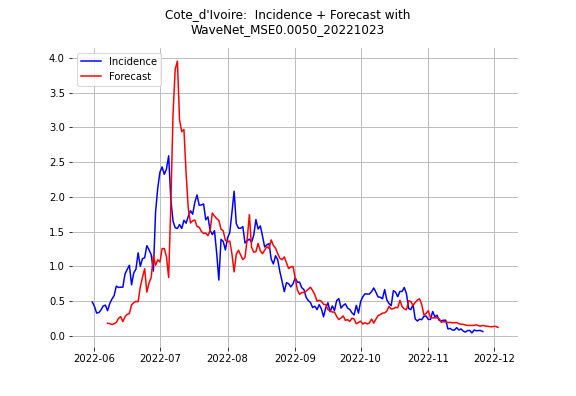 Cote_d'Ivoire:  Incidence + Forecast with
WaveNet_MSE0.0050_20221023
Incidence
Forecast
4.0
3.5
3.0
2.5
2.0
1.5
1.0
0.5
0.0
2022-06 2022-07 2022-08 2022-09 2022-10 2022-11 2022-12